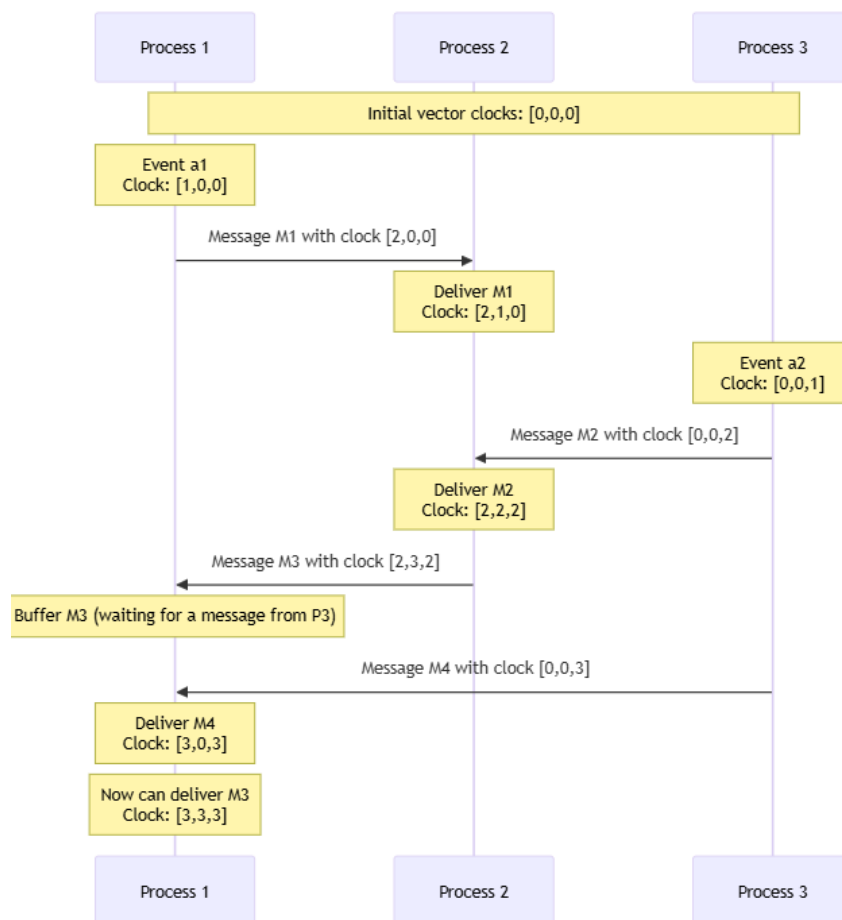 Process 1
Process 2
Process 3
Initial vector clocks: [0,0,0]
Event a1
Clock: [1,0,0]
Message M1 with clock [2,0,0]
Deliver M1
Clock: [2,1,0]
Event a2
Clock: [0,0,1]
Message M2 with clock [0,0,2]
Deliver M2
Clock: [2,2,2]
Message M3 with clock [2,3,2]
Buffer M3 (waiting for a message from P3)
Message M4 with clock [0,0,3]
Deliver M4
Clock: [3,0,3]
Now can deliver M3
Clock: [3,3,3]
Process 1
Process 2
Process 3